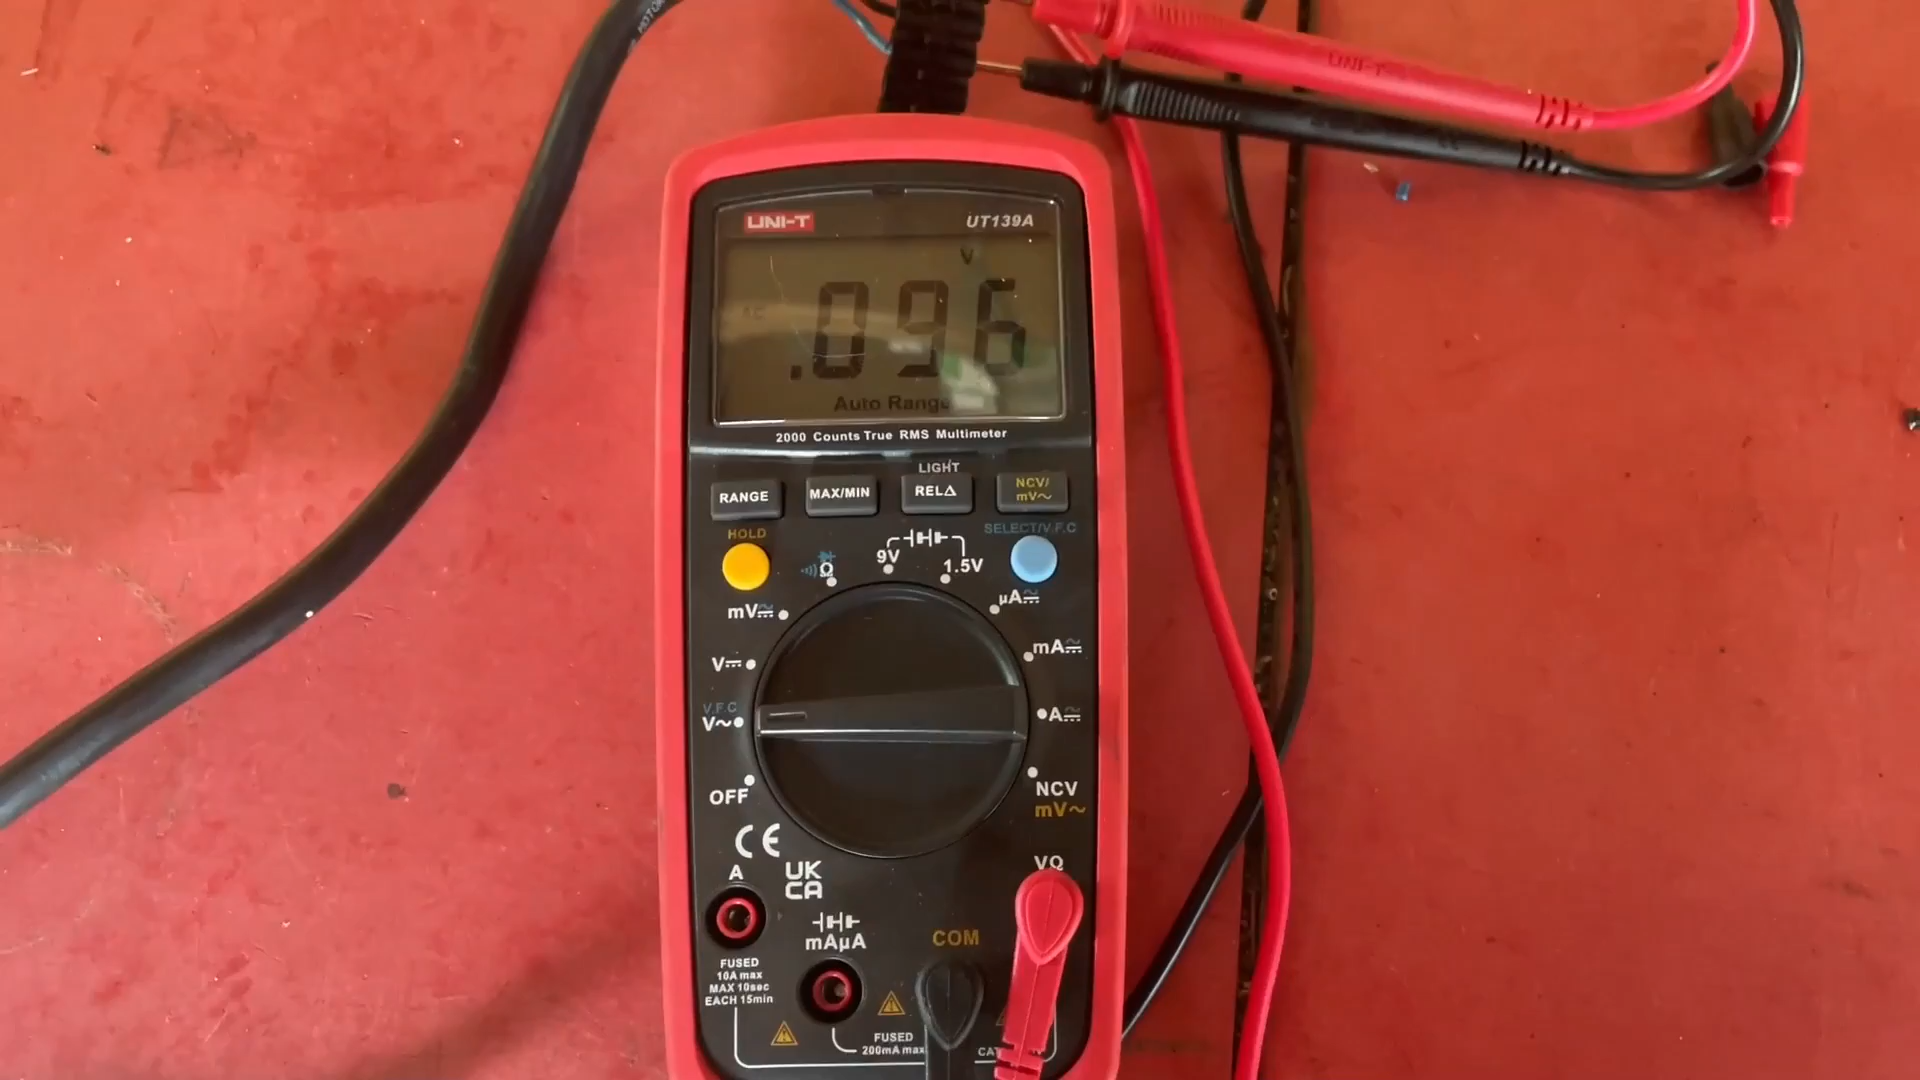 UNI-T
UNI-T UT139A
V
AC
.096
Auto Range
2000 Counts True RMS Multimeter
LIGHT
RANGE MAX/MIN RELΔ NCV/
mV~
HOLD
SELECT/V.F.C
9V 1.5V
Ω
mV
µA
V
mA
V.F.C
V~
A
OFF
NCV
mV~
CE
UK
CA
A
VΩ
mAµA
COM
FUSED
10A max
MAX 10sec
EACH 15min
FUSED
200mA max